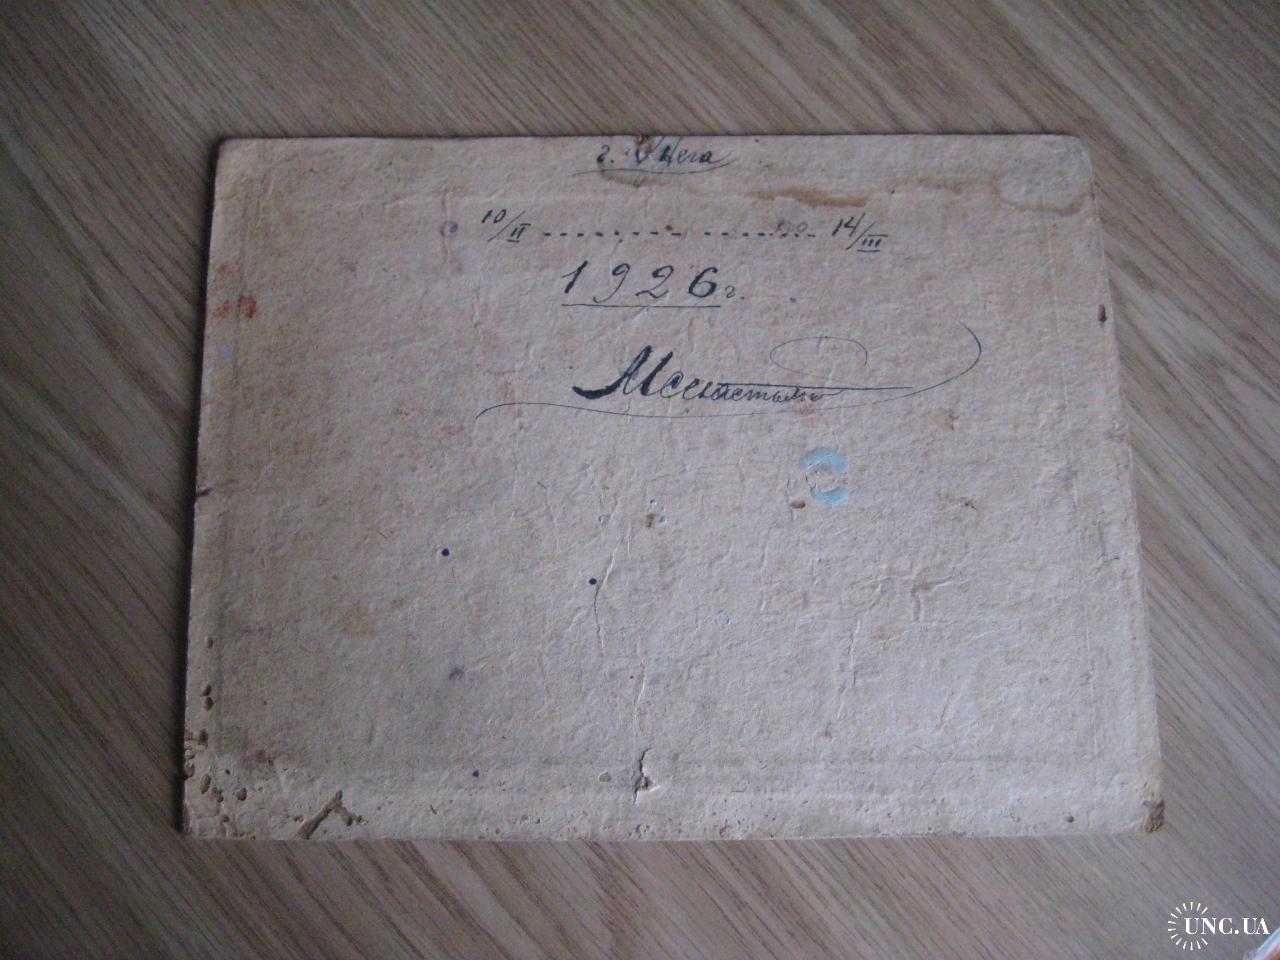 г. Онега
10/II - - - - - - - - - - - - - - - - 14/III
1926 г.
UNC.UA